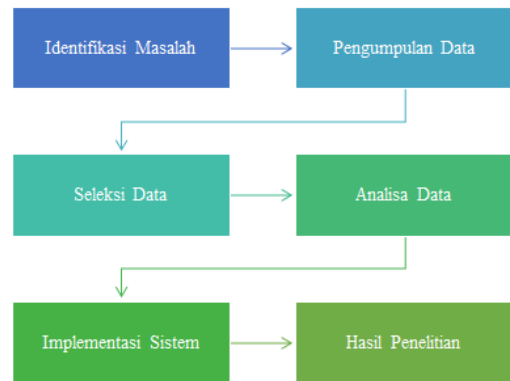 Identifikasi Masalah
Pengumpulan Data
Seleksi Data
Analisa Data
Implementasi Sistem
Hasil Penelitian